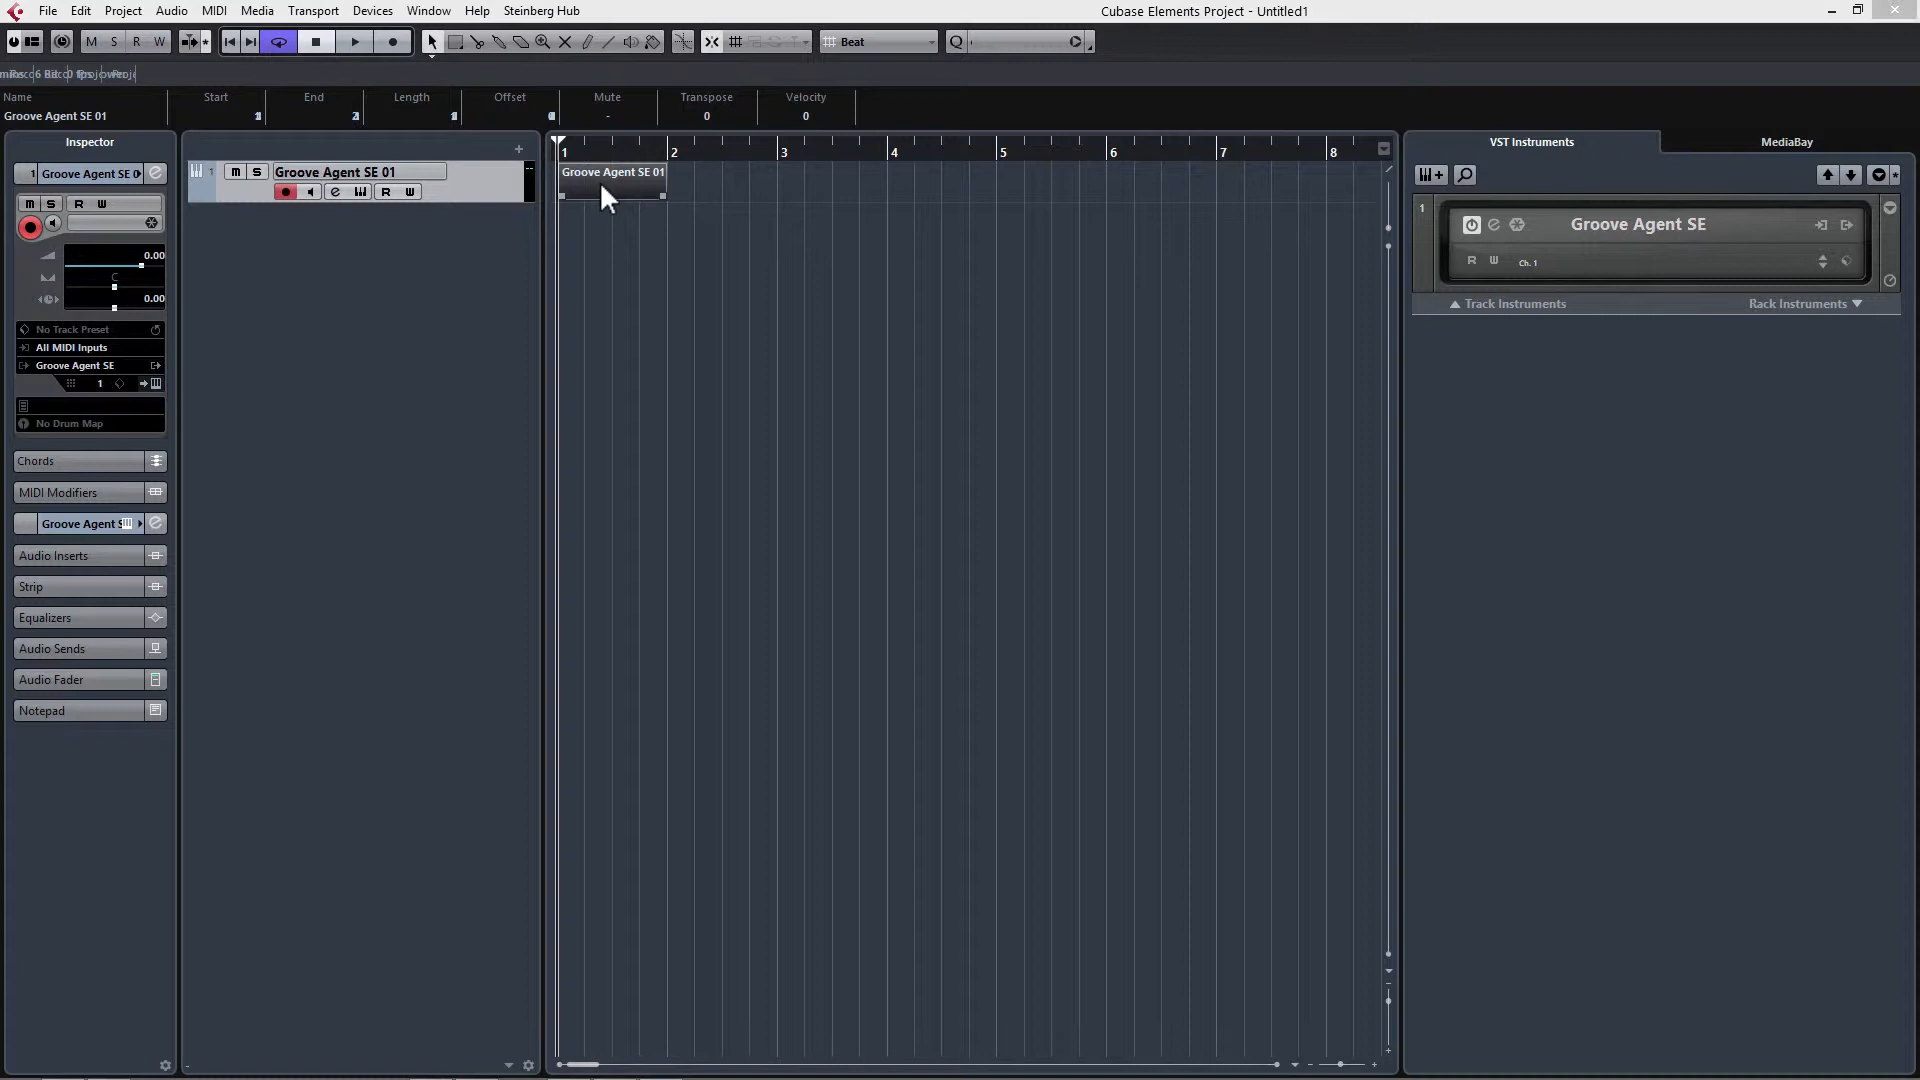 File Edit Project Audio MIDI Media Transport Devices Window Help Steinberg Hub Cubase Elements Project - Untitled1
M S R W Beat Q
Name Start End Length Offset Mute Transpose Velocity
Groove Agent SE 01 - 0 0
Inspector
1 Groove Agent SE 0
m S R W
0.00
C
0.00
No Track Preset
All MIDI Inputs
Groove Agent SE
1
No Drum Map
Chords
MIDI Modifiers
Groove Agent S
Audio Inserts
Strip
Equalizers
Audio Sends
Audio Fader
Notepad
1 m S Groove Agent SE 01
R W
1 2 3 4 5 6 7 8
Groove Agent SE 01
VST Instruments MediaBay
1 Groove Agent SE
R W Ch. 1
Track Instruments Rack Instruments